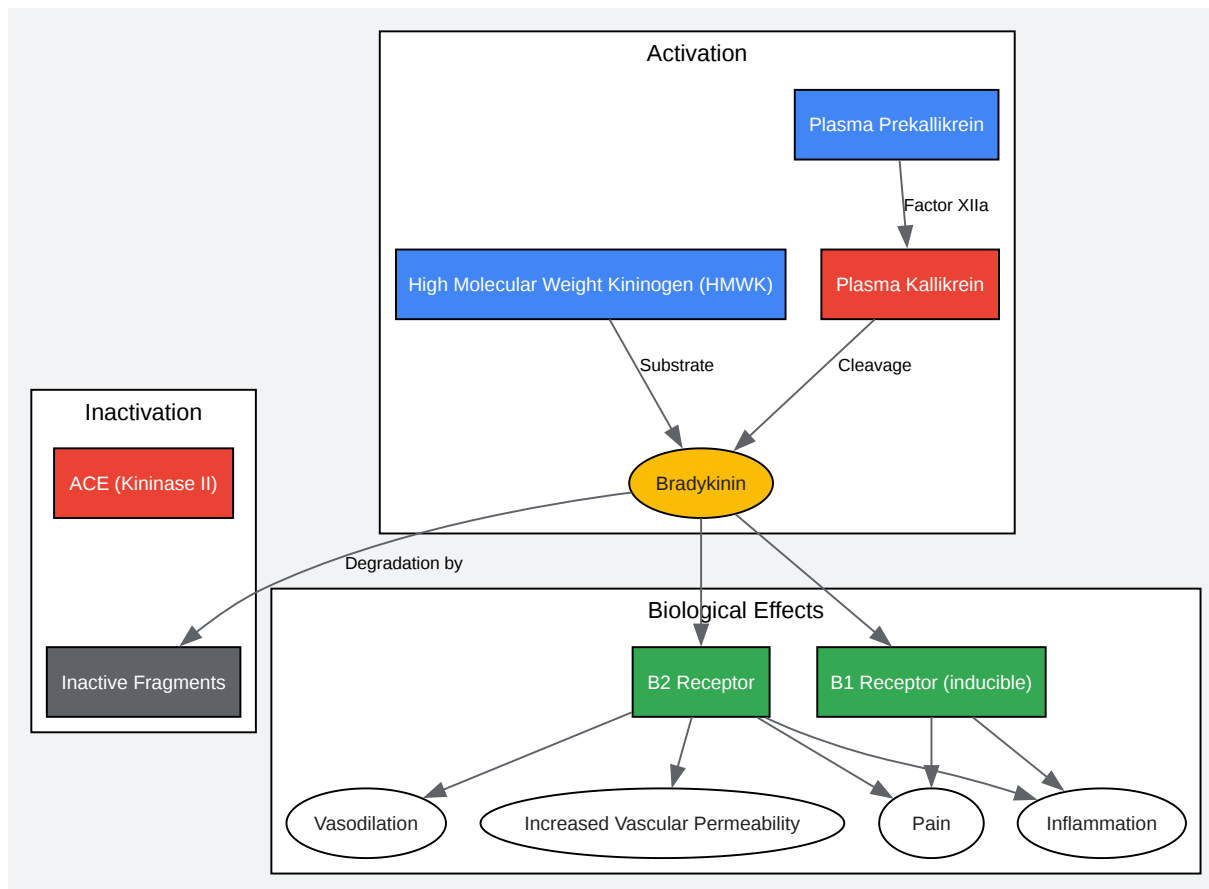 Activation
Plasma Prekallikrein
Factor XIIa
High Molecular Weight Kininogen (HMWK)
Plasma Kallikrein
Substrate
Cleavage
Inactivation
ACE (Kininase II)
Bradykinin
Degradation by
Biological Effects
Inactive Fragments
B2 Receptor
B1 Receptor (inducible)
Vasodilation
Increased Vascular Permeability
Pain
Inflammation